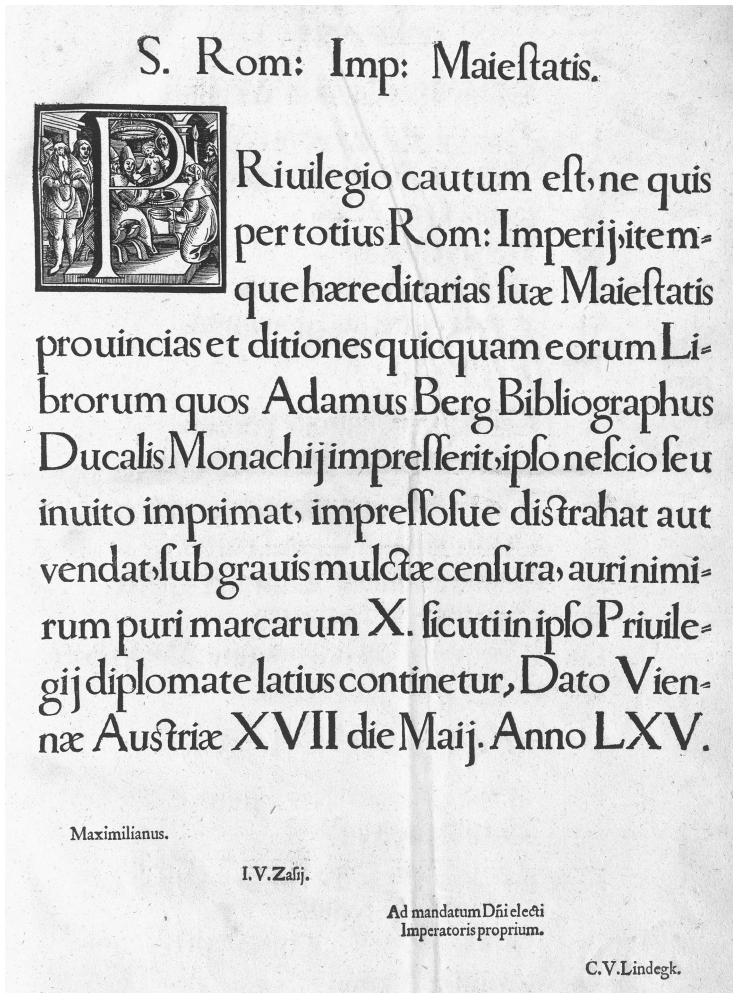 S. Rom: Imp: Maieſtatis.
PRiuilegio cautum eſt, ne quis
per totius Rom: Imperij, item-
que hæreditarias ſuæ Maieſtatis
prouincias et ditiones quicquam eorum Li-
brorum quos Adamus Berg Bibliographus
Ducalis Monachij impreſſerit, ipſo neſcio ſeu
inuito imprimat, impreſſoſue diſtrahat aut
vendat, ſub grauis mulctæ cenſura, auri nimi-
rum puri marcarum X. ſicuti in ipſo Priuile-
gij diplomate latius continetur, Dato Vien-
næ Auſtriæ XVII die Maij. Anno LXV.
Maximilianus.
I.V.Zaſij.
Ad mandatum Dñi electi
Imperatoris proprium.
C.V.Lindegk.